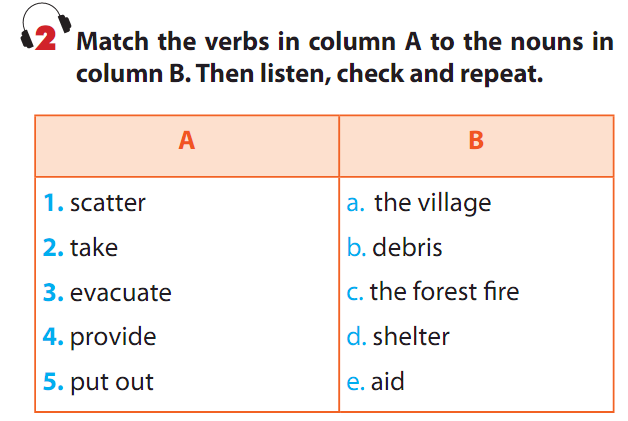 2 Match the verbs in column A to the nouns in
column B. Then listen, check and repeat.
A B
1. scatter a. the village
2. take b. debris
3. evacuate c. the forest fire
4. provide d. shelter
5. put out e. aid